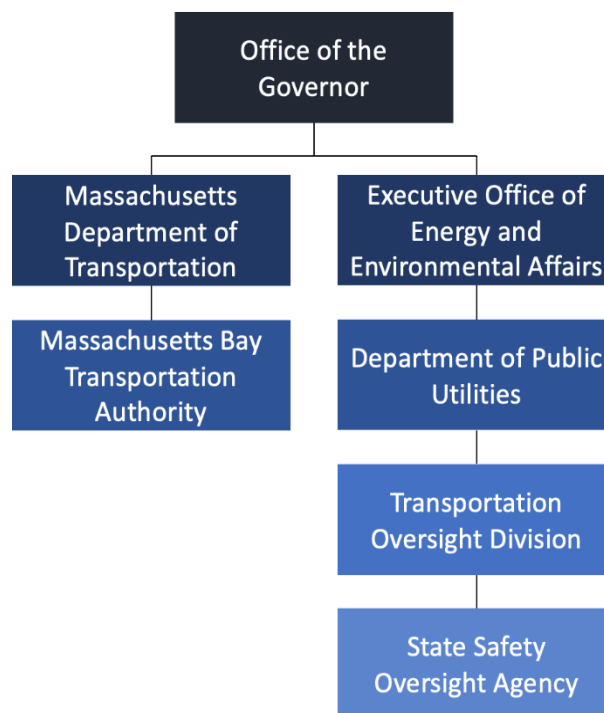 Office of the
Governor
Massachusetts
Department of
Transportation
Executive Office of
Energy and
Environmental Affairs
Massachusetts Bay
Transportation
Authority
Department of Public
Utilities
Transportation
Oversight Division
State Safety
Oversight Agency